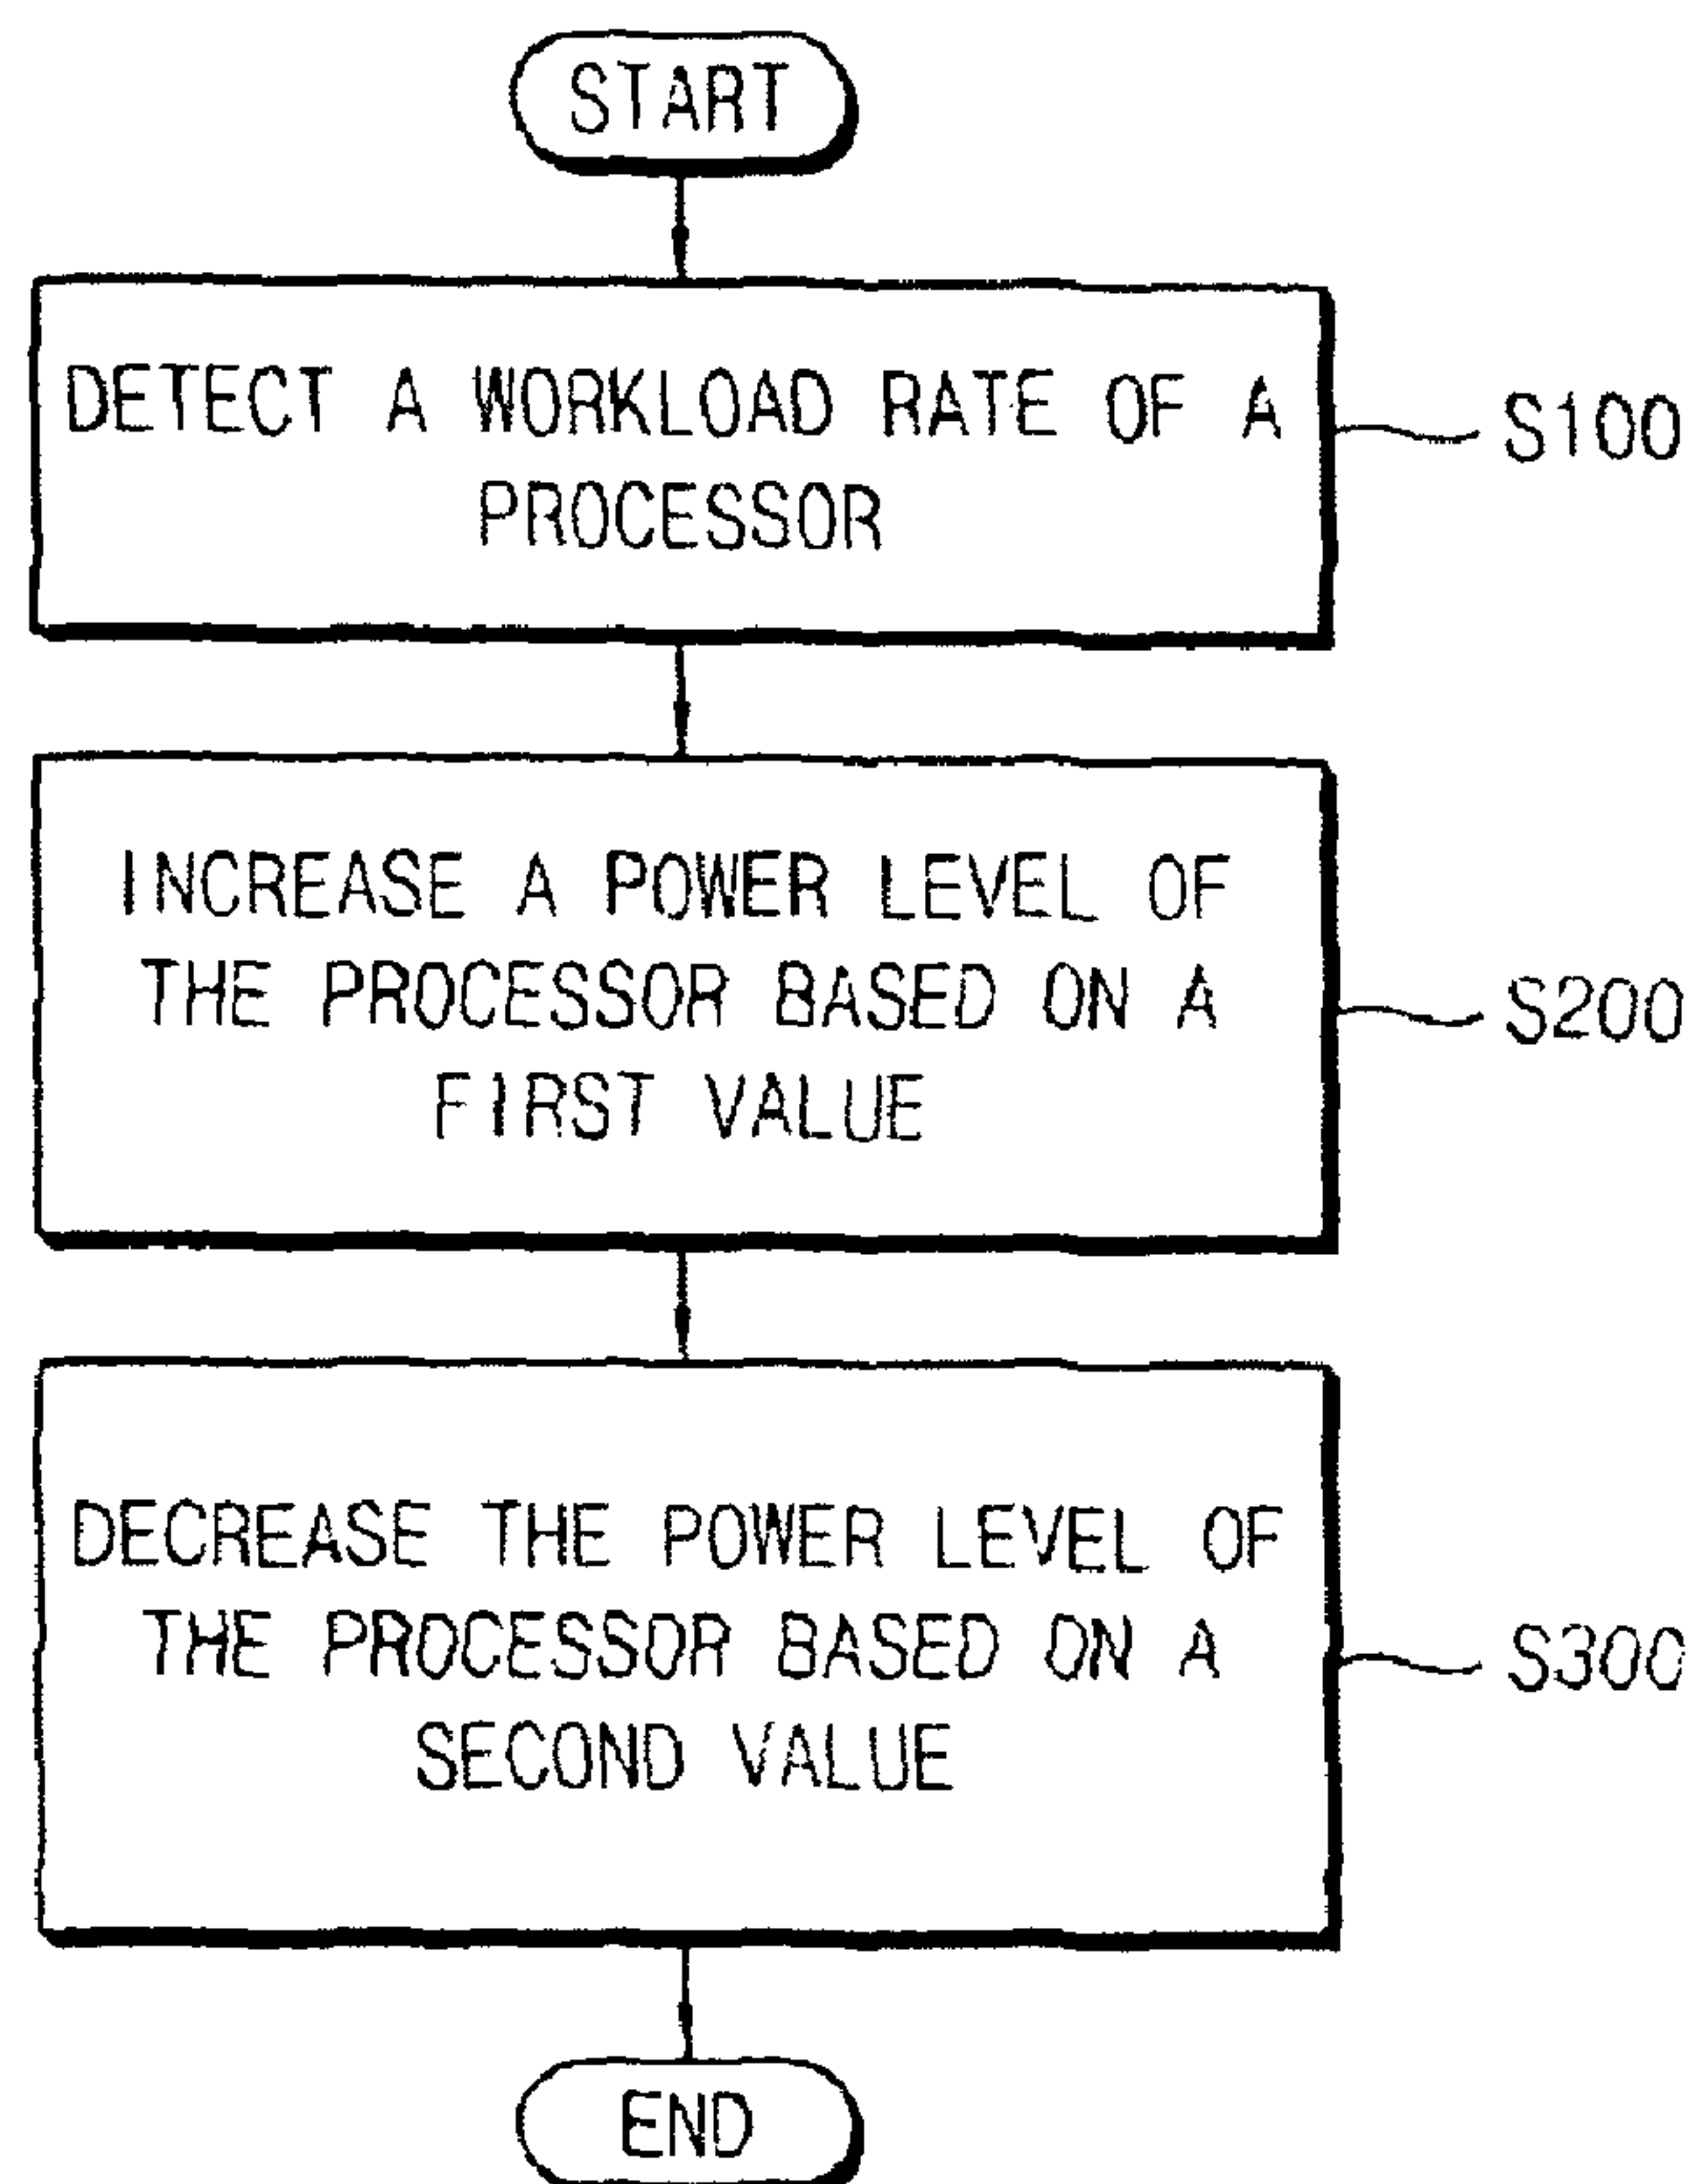 START
DETECT A WORKLOAD RATE OF A
PROCESSOR
S100
INCREASE A POWER LEVEL OF
THE PROCESSOR BASED ON A
FIRST VALUE
S200
DECREASE THE POWER LEVEL OF
THE PROCESSOR BASED ON A
SECOND VALUE
S300
END